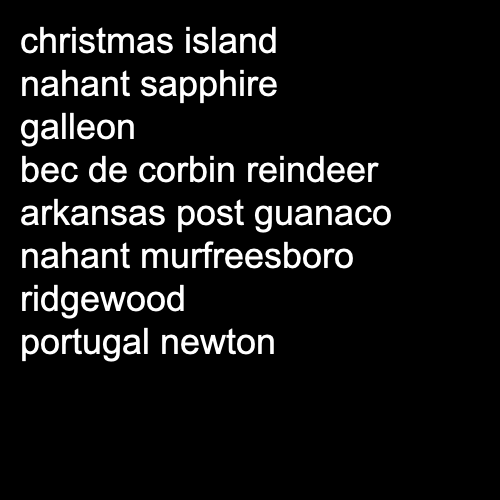 christmas island
nahant sapphire
galleon
bec de corbin reindeer
arkansas post guanaco
nahant murfreesboro
ridgewood
portugal newton